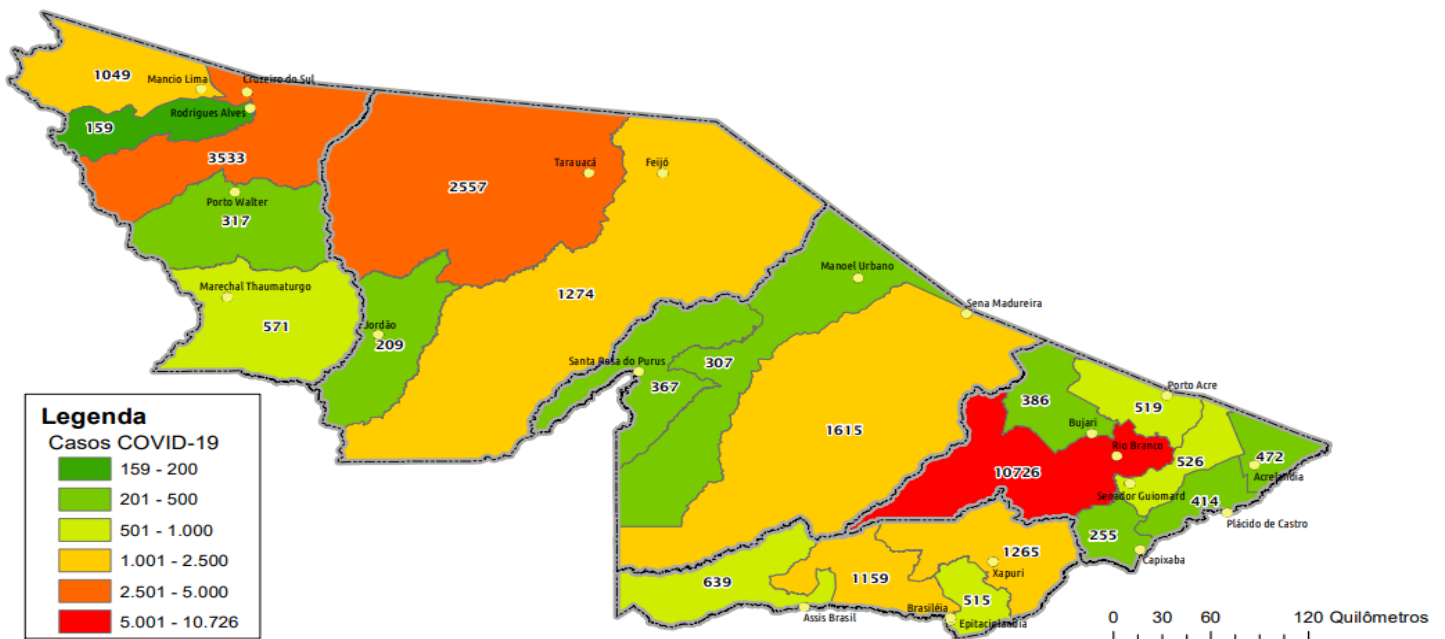 1049
Mancio Lima
Cruzeiro do Sul
Rodrigues Alves
159
3533
Tarauacá
Feijó
2557
Porto Walter
317
Manoel Urbano
Marechal Thaumaturgo
1274
Sena Madureira
571
Jordão
209
Santa Rosa do Purus
307
367
Porto Acre
386
519
Bujari
1615
Rio Branco
526
472
10726
Acrelandia
Senador Guiomard
414
Plácido de Castro
255
1265
Capixaba
Xapuri
639
1159
515
Brasiléia
Assis Brasil
Epitacielandia
Legenda
Casos COVID-19
159 - 200
201 - 500
501 - 1.000
1.001 - 2.500
2.501 - 5.000
5.001 - 10.726
0 30 60 120 Quilômetros